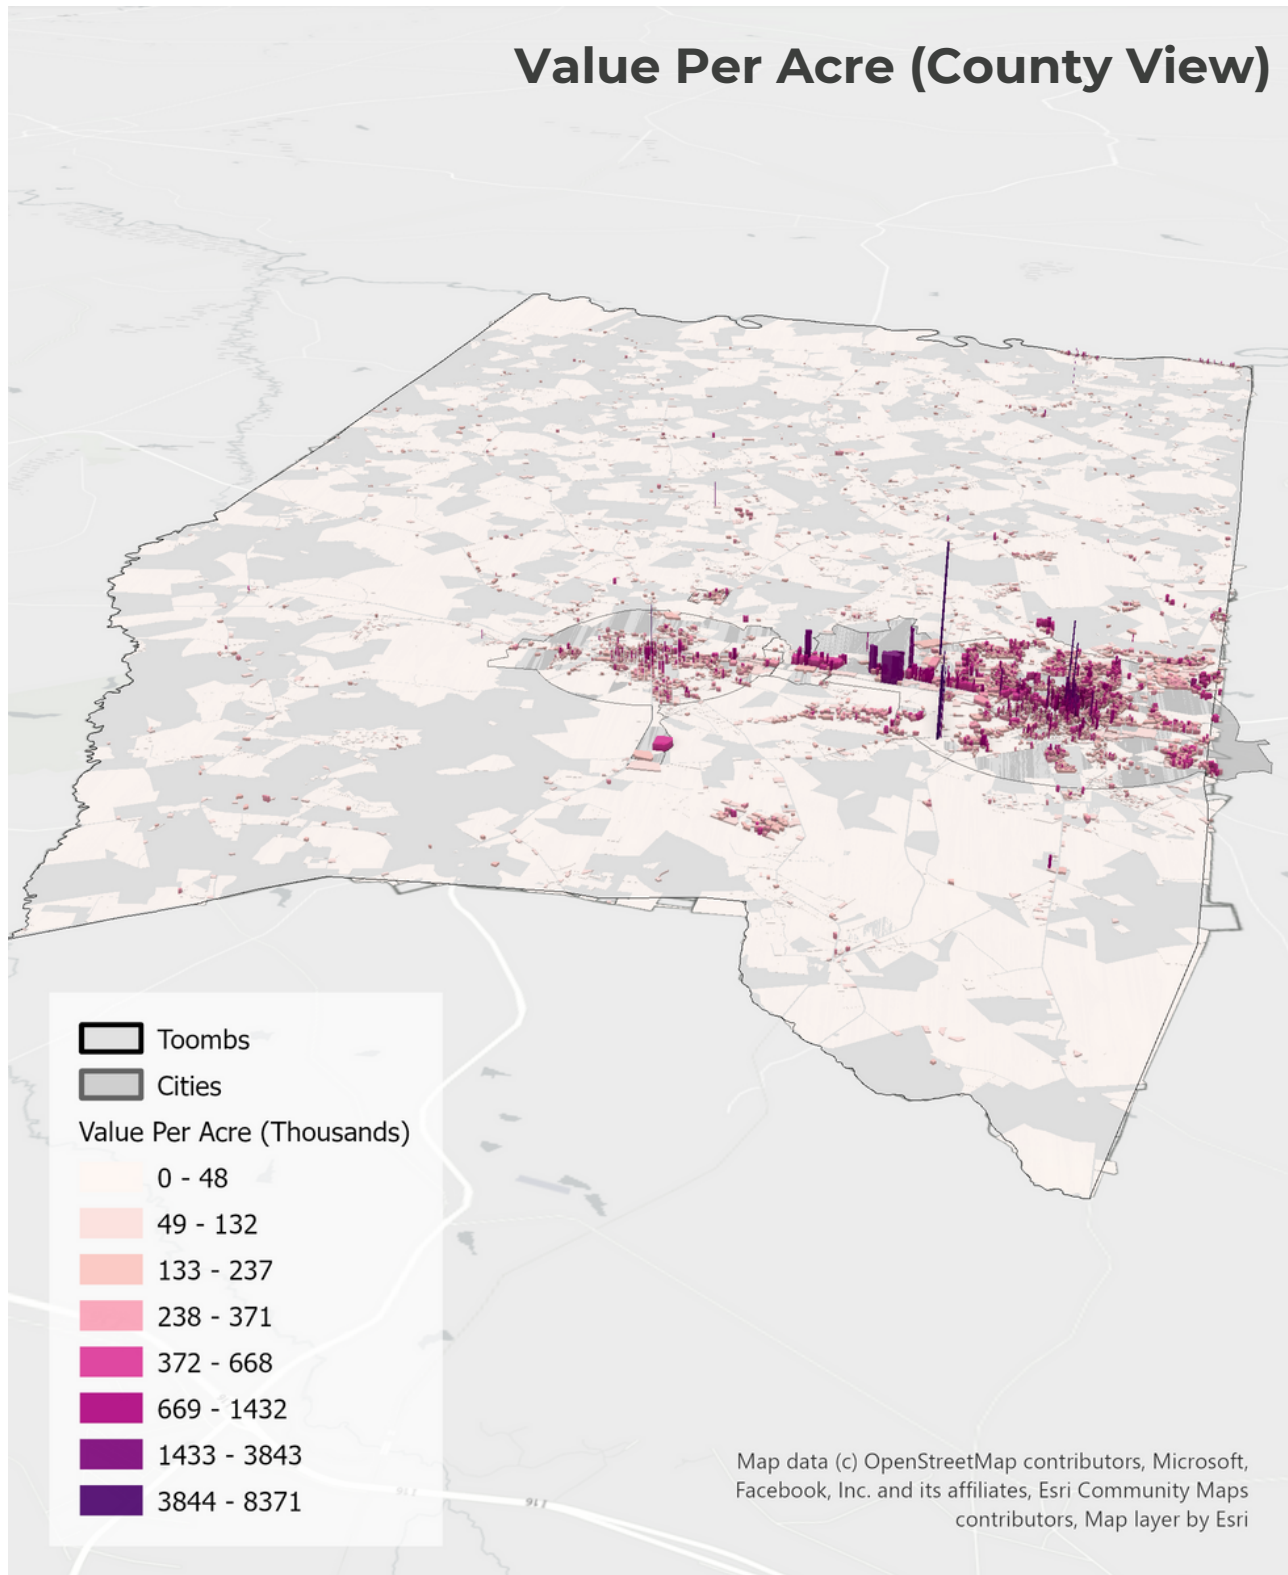 Value Per Acre (County View)
Toombs
Cities
Value Per Acre (Thousands)
0 - 48
49 - 132
133 - 237
238 - 371
372 - 668
669 - 1432
1433 - 3843
3844 - 8371
I 16
Map data (c) OpenStreetMap contributors, Microsoft,
Facebook, Inc. and its affiliates, Esri Community Maps
contributors, Map layer by Esri